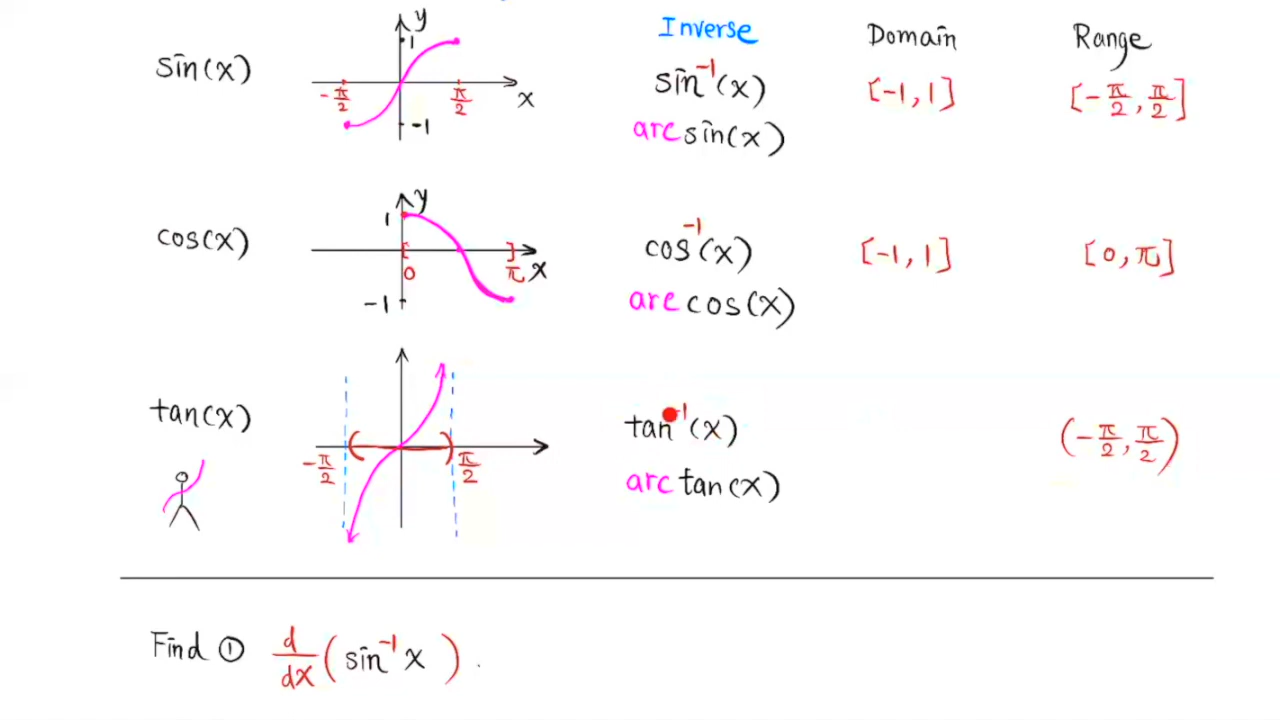 Inverse Domain Range
sin(x) y 1 -π/2 π/2 x -1 sin⁻¹(x) [-1, 1] [-π/2, π/2]
arcsin(x)
cos(x) y 1 0 π x -1 cos⁻¹(x) [-1, 1] [0, π]
arccos(x)
tan(x) ( ) -π/2 π/2 tan⁻¹(x) (-π/2, π/2)
arctan(x)
Find ① d/dx (sin⁻¹ x) .